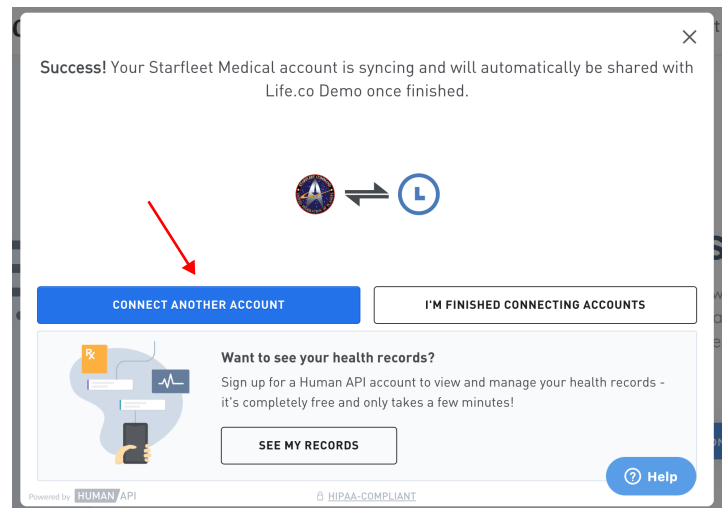 Success! Your Starfleet Medical account is syncing and will automatically be shared with
Life.co Demo once finished.
L
CONNECT ANOTHER ACCOUNT
I'M FINISHED CONNECTING ACCOUNTS
Rx
Want to see your health records?
Sign up for a Human API account to view and manage your health records -
it's completely free and only takes a few minutes!
SEE MY RECORDS
? Help
Powered by HUMAN API
HIPAA-COMPLIANT